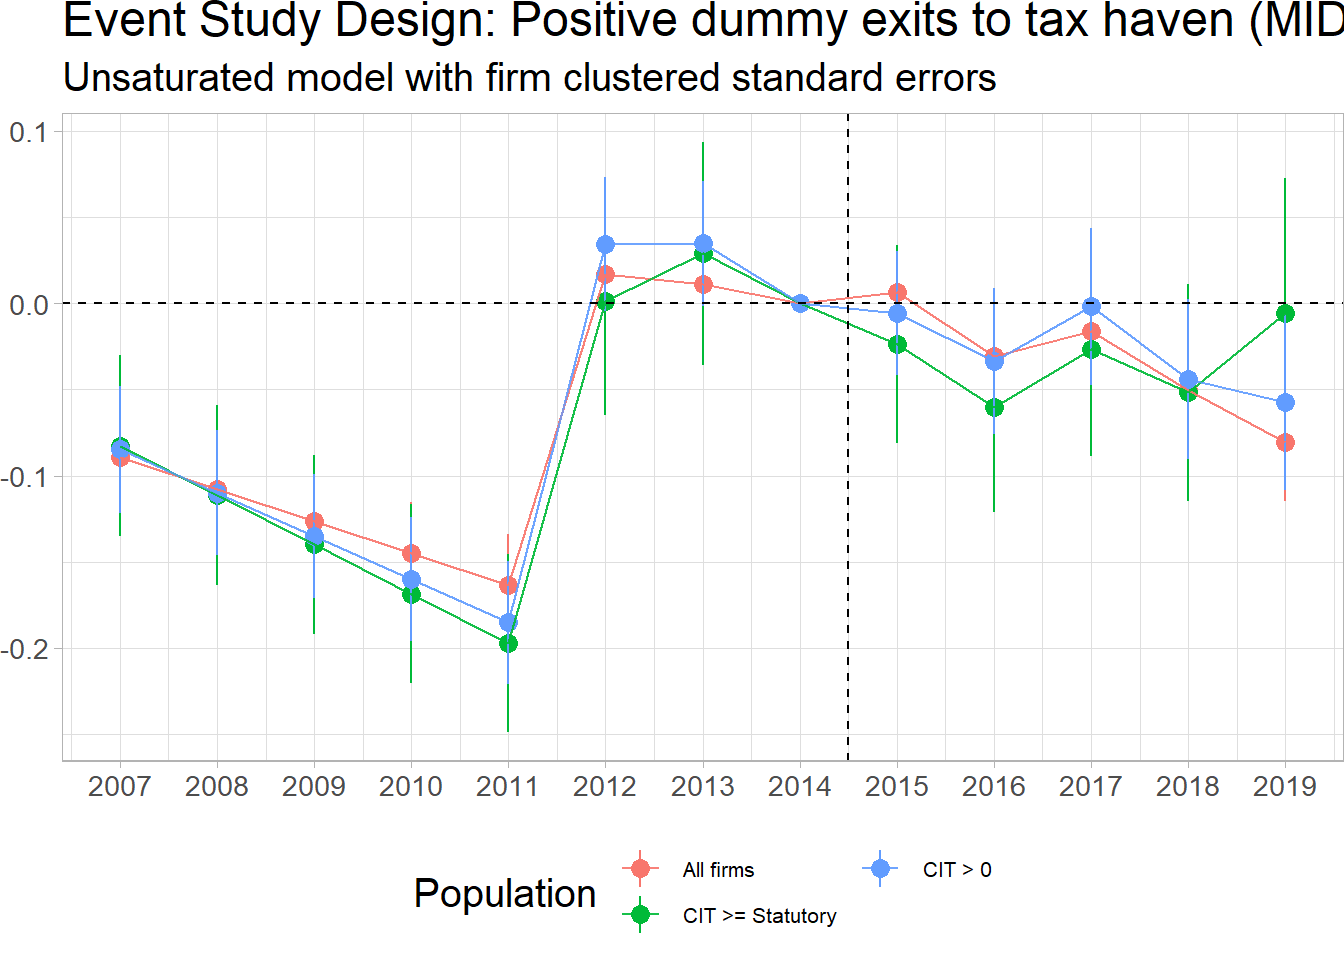 Event Study Design: Positive dummy exits to tax haven (MID
Unsaturated model with firm clustered standard errors
0.1
0.0
-0.1
-0.2
2007 2008 2009 2010 2011 2012 2013 2014 2015 2016 2017 2018 2019
Population
All firms
CIT >= Statutory
CIT > 0